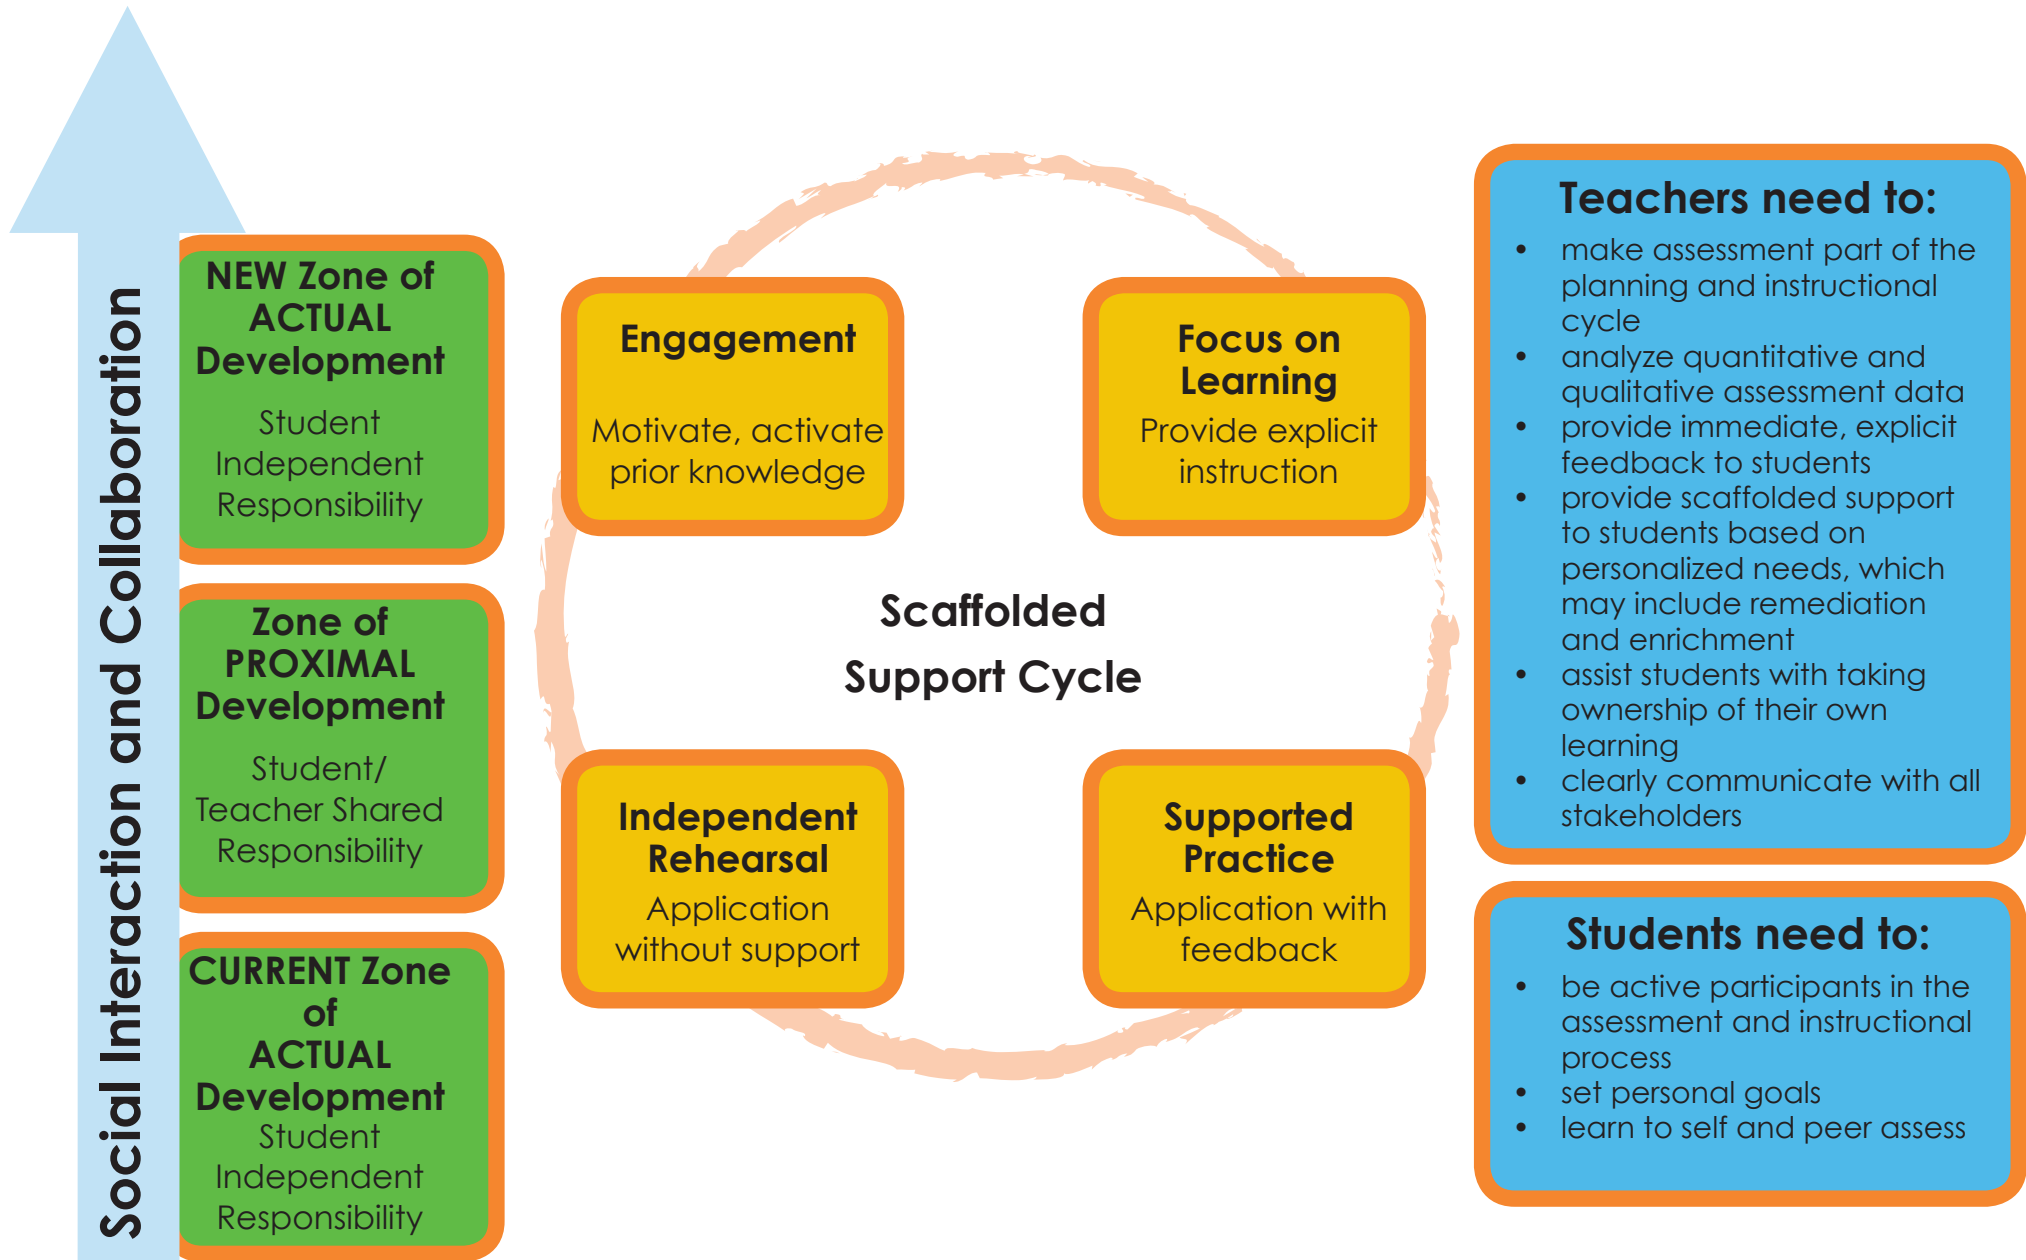 Social Interaction and Collaboration
NEW Zone of
ACTUAL
Development
Student
Independent
Responsibility
Zone of
PROXIMAL
Development
Student/
Teacher Shared
Responsibility
CURRENT Zone
of
ACTUAL
Development
Student
Independent
Responsibility
Engagement
Motivate, activate
prior knowledge
Focus on
Learning
Provide explicit
instruction
Scaffolded
Support Cycle
Independent
Rehearsal
Application
without support
Supported
Practice
Application with
feedback
Teachers need to:
• make assessment part of the
planning and instructional
cycle
• analyze quantitative and
qualitative assessment data
• provide immediate, explicit
feedback to students
• provide scaffolded support
to students based on
personalized needs, which
may include remediation
and enrichment
• assist students with taking
ownership of their own
learning
• clearly communicate with all
stakeholders
Students need to:
• be active participants in the
assessment and instructional
process
• set personal goals
• learn to self and peer assess